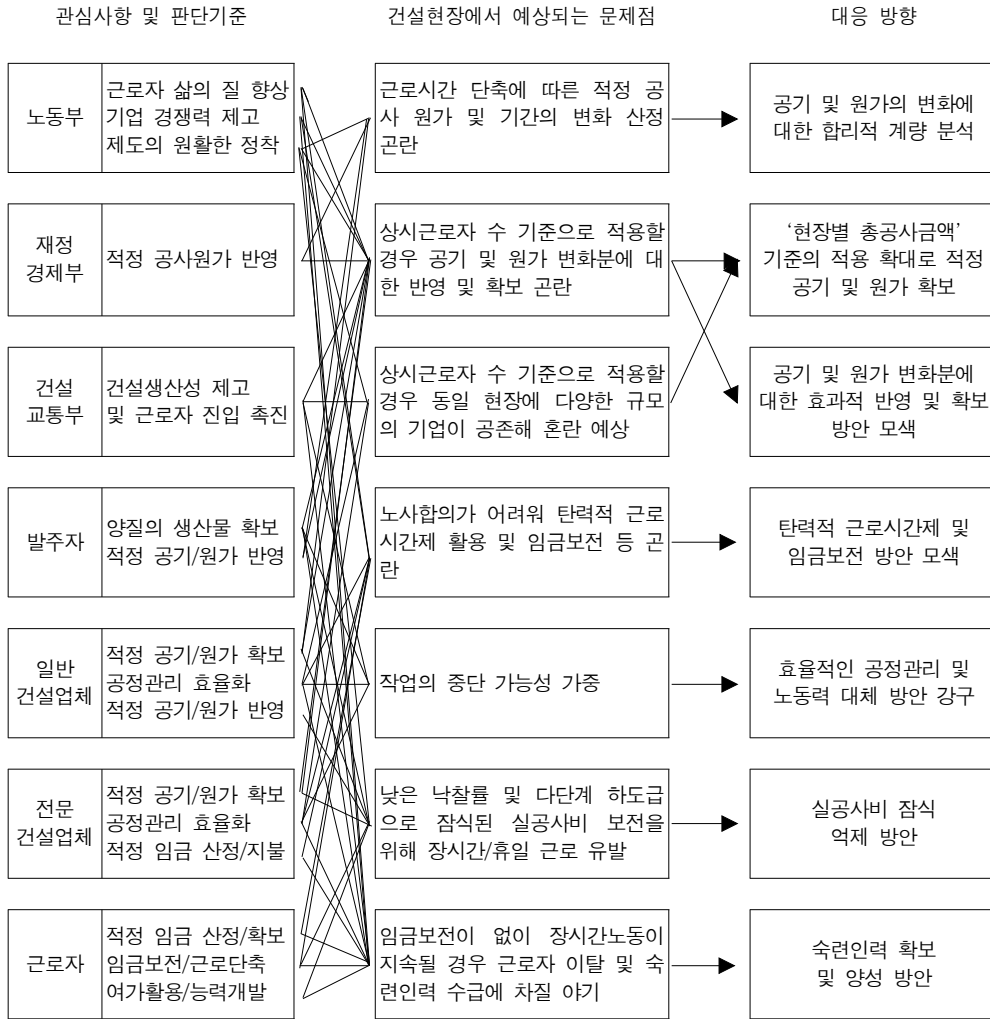 관심사항 및 판단기준
건설현장에서 예상되는 문제점
대응 방향
노동부
근로자 삶의 질 향상
기업 경쟁력 제고
제도의 원활한 정착
근로시간 단축에 따른 적정 공
사 원가 및 기간의 변화 산정
곤란
공기 및 원가의 변화에
대한 합리적 계량 분석
재정
경제부
적정 공사원가 반영
상시근로자 수 기준으로 적용할
경우 공기 및 원가 변화분에 대
한 반영 및 확보 곤란
‘현장별 총공사금액’
기준의 적용 확대로 적정
공기 및 원가 확보
건설
교통부
건설생산성 제고
및 근로자 진입 촉진
상시근로자 수 기준으로 적용할
경우 동일 현장에 다양한 규모
의 기업이 공존해 혼란 예상
공기 및 원가 변화분에
대한 효과적 반영 및 확보
방안 모색
발주자
양질의 생산물 확보
적정 공기/원가 반영
노사합의가 어려워 탄력적 근로
시간제 활용 및 임금보전 등 곤
란
탄력적 근로시간제 및
임금보전 방안 모색
일반
건설업체
적정 공기/원가 확보
공정관리 효율화
적정 공기/원가 반영
작업의 중단 가능성 가중
효율적인 공정관리 및
노동력 대체 방안 강구
전문
건설업체
적정 공기/원가 확보
공정관리 효율화
적정 임금 산정/지불
낮은 낙찰률 및 다단계 하도급
으로 잠식된 실공사비 보전을
위해 장시간/휴일 근로 유발
실공사비 잠식
억제 방안
근로자
적정 임금 산정/확보
임금보전/근로단축
여가활용/능력개발
임금보전이 없이 장시간노동이
지속될 경우 근로자 이탈 및 숙
련인력 수급에 차질 야기
숙련인력 확보
및 양성 방안